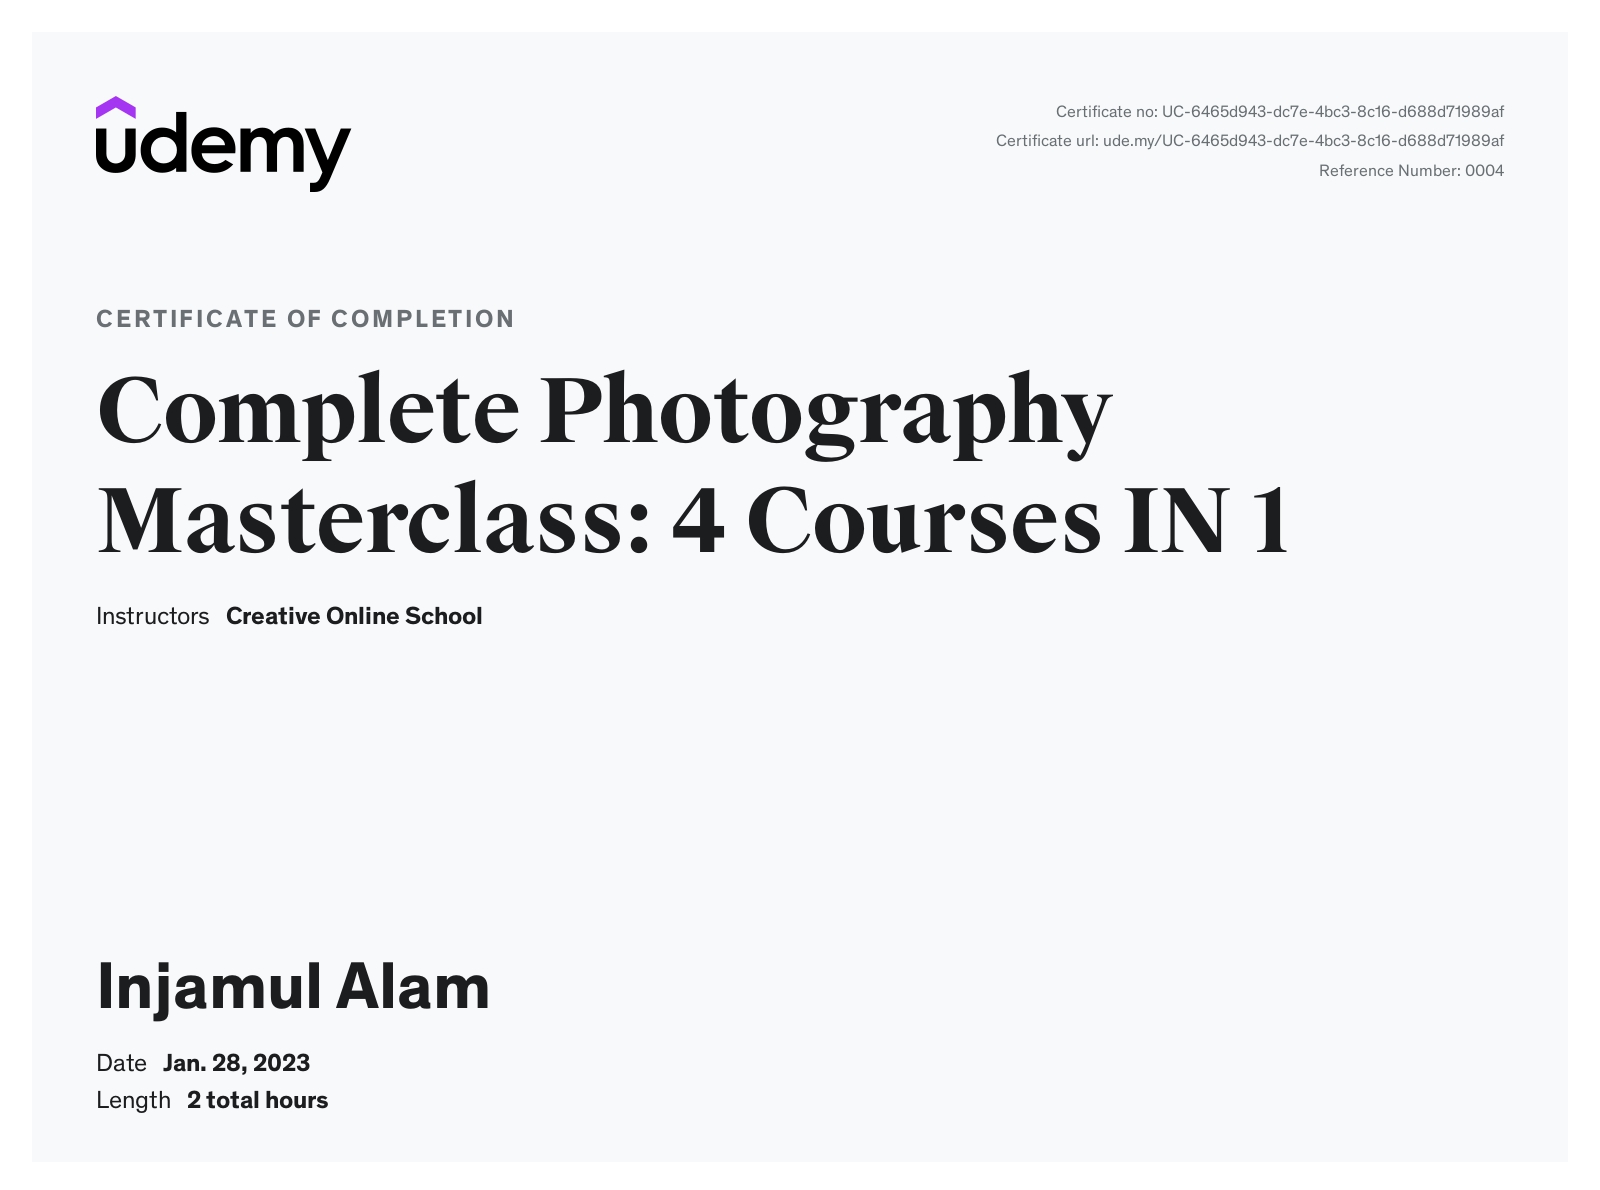 udemy
Certificate no: UC-6465d943-dc7e-4bc3-8c16-d688d71989af
Certificate url: ude.my/UC-6465d943-dc7e-4bc3-8c16-d688d71989af
Reference Number: 0004
CERTIFICATE OF COMPLETION
Complete Photography
Masterclass: 4 Courses IN 1
Instructors Creative Online School
Injamul Alam
Date Jan. 28, 2023
Length 2 total hours